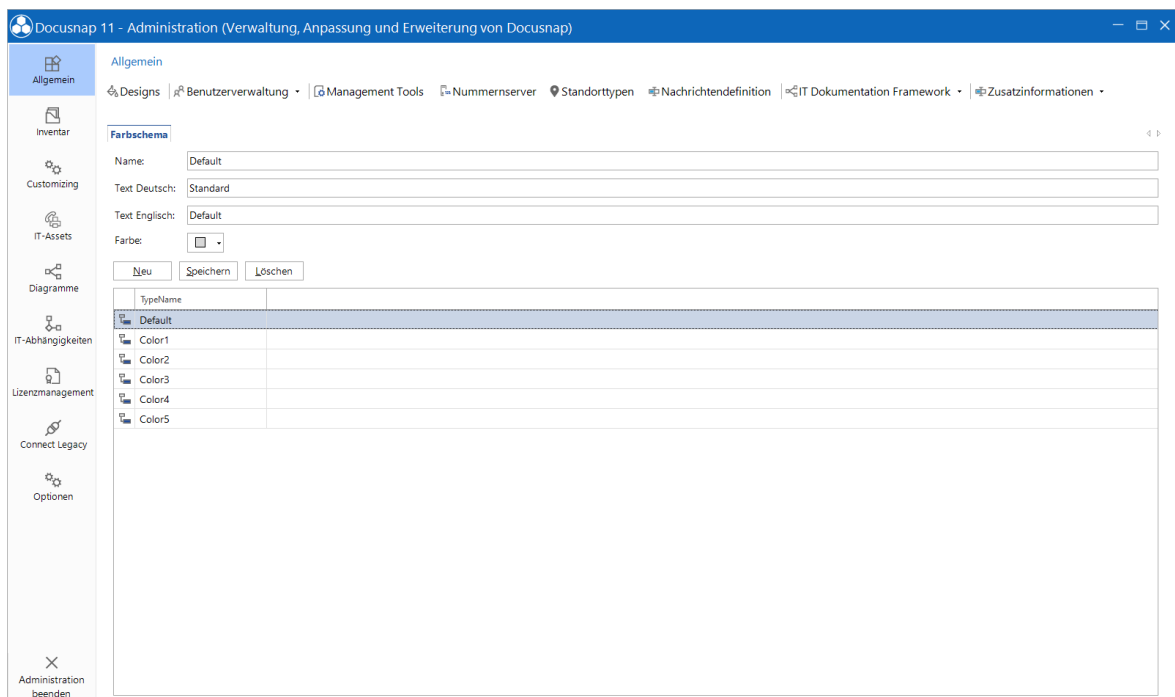 Docusnap 11 - Administration (Verwaltung, Anpassung und Erweiterung von Docusnap)
Allgemein
Inventar
Customizing
IT-Assets
Diagramme
IT-Abhängigkeiten
Lizenzmanagement
Connect Legacy
Optionen
Administration
beenden
Allgemein
Designs Benutzerverwaltung Management Tools Nummernserver Standorttypen Nachrichtendefinition IT Dokumentation Framework Zusatzinformationen
Farbschema
Name: Default
Text Deutsch: Standard
Text Englisch: Default
Farbe:
Neu Speichern Löschen
TypeName
Default
Color1
Color2
Color3
Color4
Color5